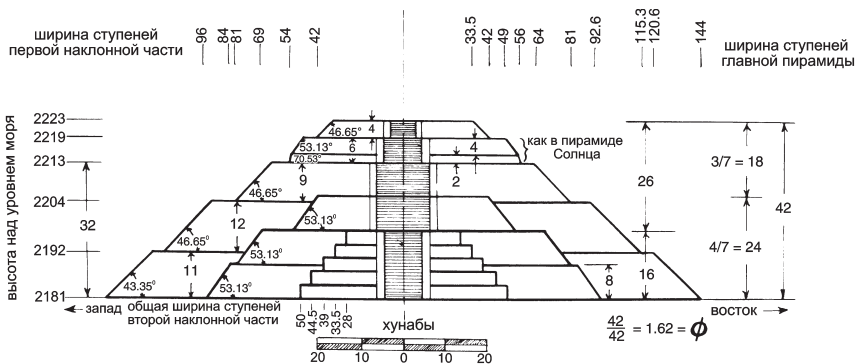 ширина ступеней
первой наклонной части
96 84 81 69 54 42
33.5 42 49 56 64 81 92.6 115.3 120.6 144
ширина ступеней
главной пирамиды
высота над уровнем моря
2223
2219
2213
2204
2192
2181
32
46.65° 4
53.13° 6 4
70.53°
как в пирамиде
Солнца
46.65° 9 2
53.13°
46.65° 12
53.13°
43.35° 11 53.13° 8
26
16
3/7 = 18
4/7 = 24
42
запад
общая ширина ступеней
второй наклонной части
50 44.5 39 33.5 28
хунабы
20 10 0 10 20
восток
42/42 = 1.62 = ϕ